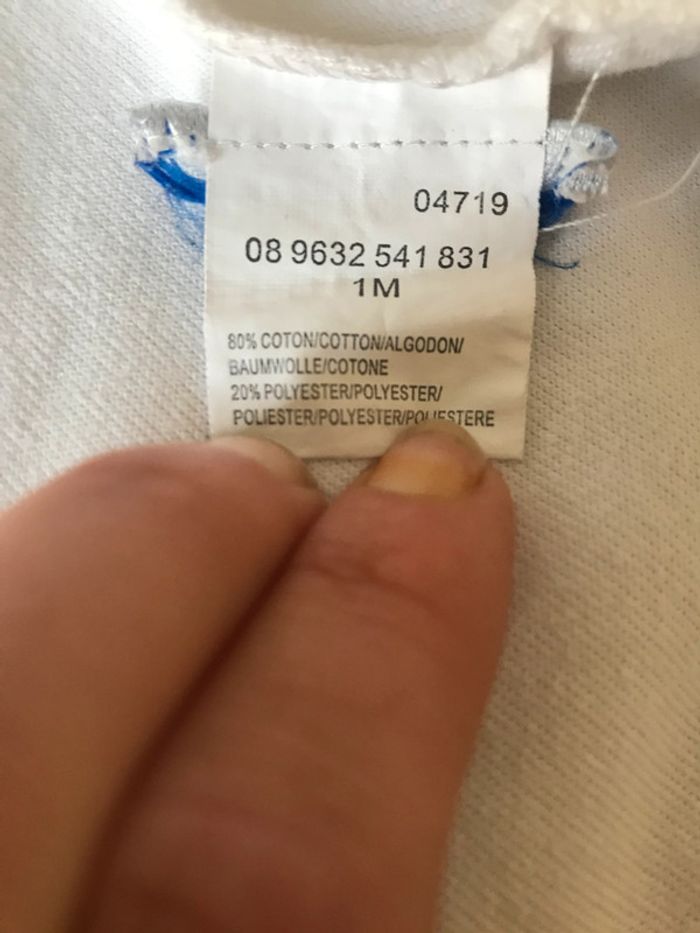 04719
08 9632 541 831
1M
80% COTON/COTTON/ALGODON/
BAUMWOLLE/COTONE
20% POLYESTER/POLYESTER/
POLIESTER/POLYESTER/POLIESTERE